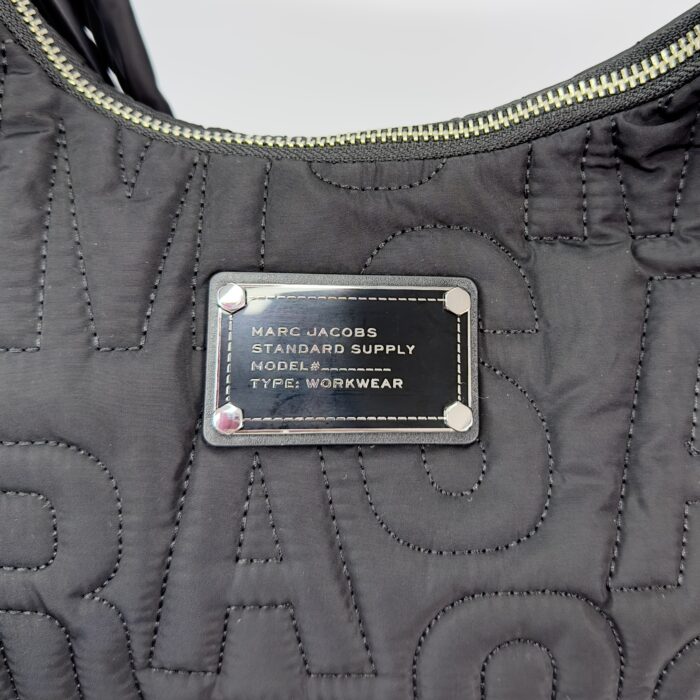 MARC JACOBS
STANDARD SUPPLY
MODEL#________
TYPE: WORKWEAR